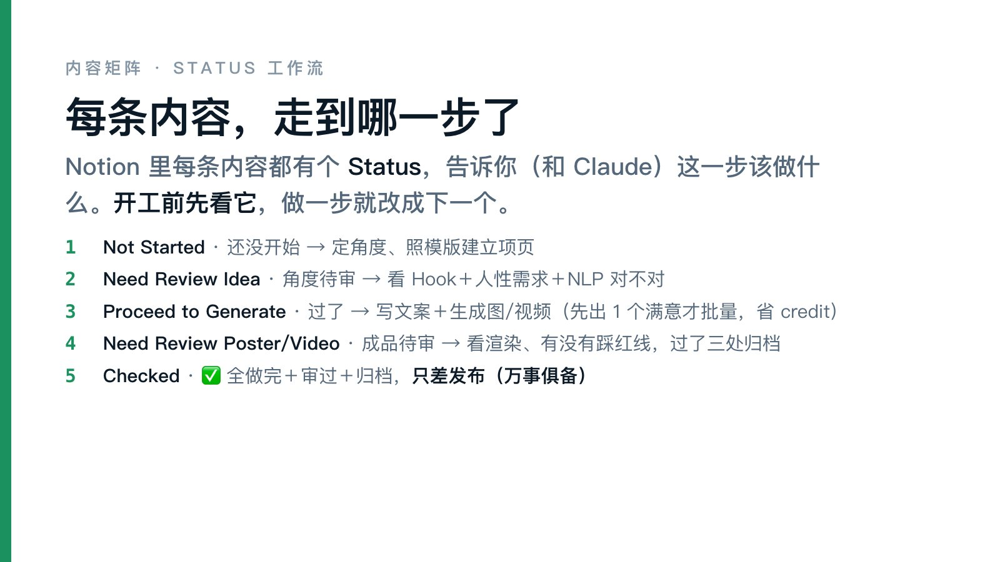 内容矩阵 · STATUS 工作流
每条内容，走到哪一步了
Notion 里每条内容都有个 Status，告诉你（和 Claude）这一步该做什
么。开工前先看它，做一步就改成下一个。
1 Not Started · 还没开始 → 定角度、照模版建立项页
2 Need Review Idea · 角度待审 → 看 Hook＋人性需求＋NLP 对不对
3 Proceed to Generate · 过了 → 写文案＋生成图/视频（先出 1 个满意才批量，省 credit）
4 Need Review Poster/Video · 成品待审 → 看渲染、有没有踩红线，过了三处归档
5 Checked · ✅ 全做完＋审过＋归档，只差发布（万事俱备）